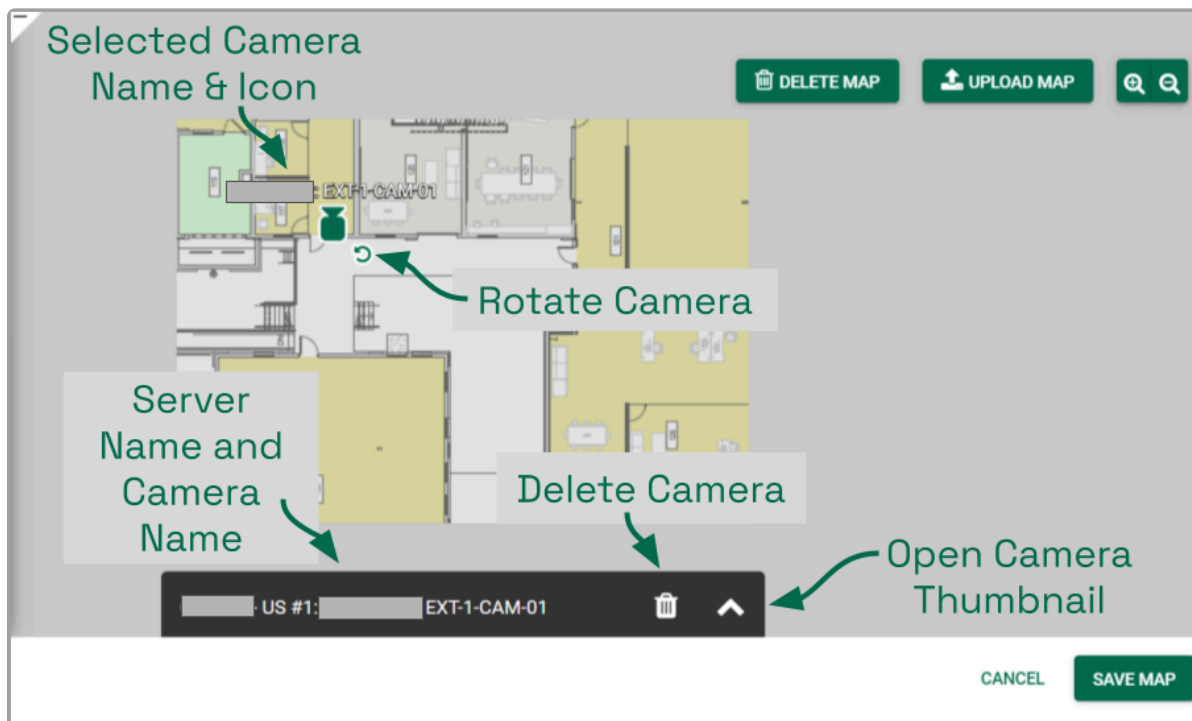 Selected Camera
Name & Icon
DELETE MAP
UPLOAD MAP
: EXT-1-CAM-01
Rotate Camera
Server
Name and
Camera
Name
Delete Camera
Open Camera
Thumbnail
- US #1:
EXT-1-CAM-01
CANCEL
SAVE MAP